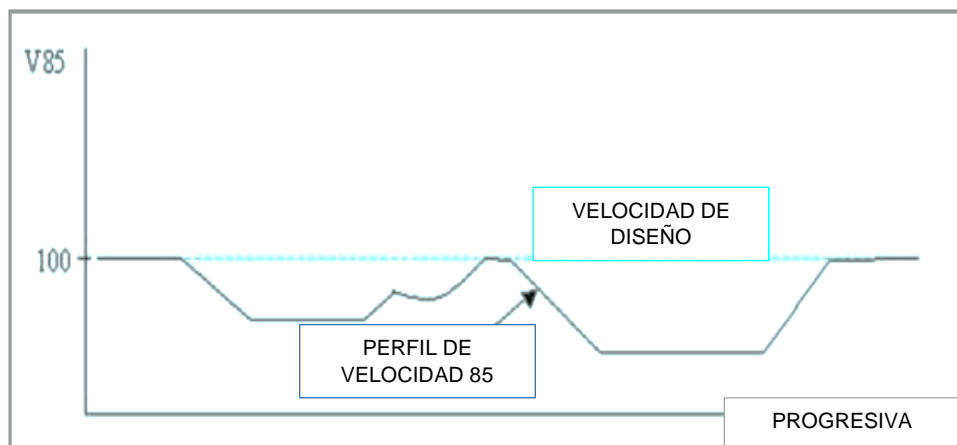 V85
VELOCIDAD DE
DISEÑO
100
PERFIL DE
VELOCIDAD 85
PROGRESIVA